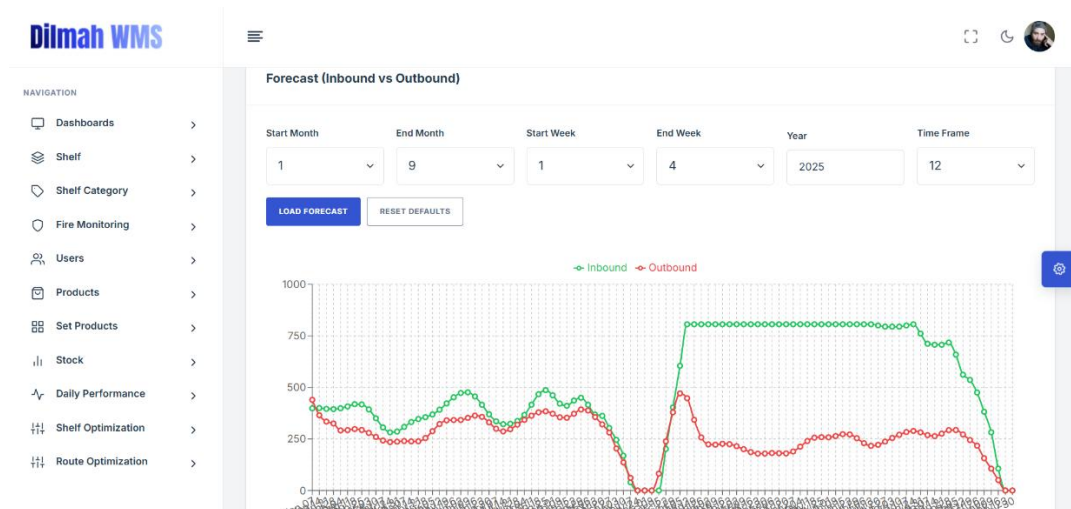 Dilmah WMS
NAVIGATION
Dashboards
Shelf
Shelf Category
Fire Monitoring
Users
Products
Set Products
Stock
Daily Performance
Shelf Optimization
Route Optimization
Forecast (Inbound vs Outbound)
Start Month End Month Start Week End Week Year Time Frame
1 9 1 4 2025 12
LOAD FORECAST RESET DEFAULTS
Inbound Outbound
1000
750
500
250
0